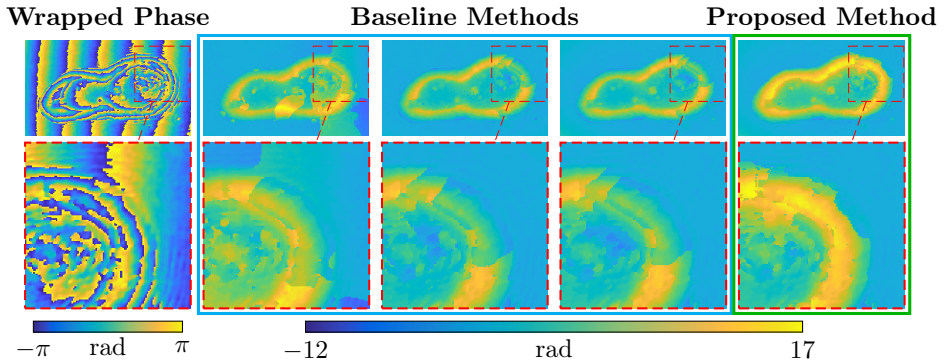 Wrapped Phase
Baseline Methods
Proposed Method
−π rad π
−12 rad 17